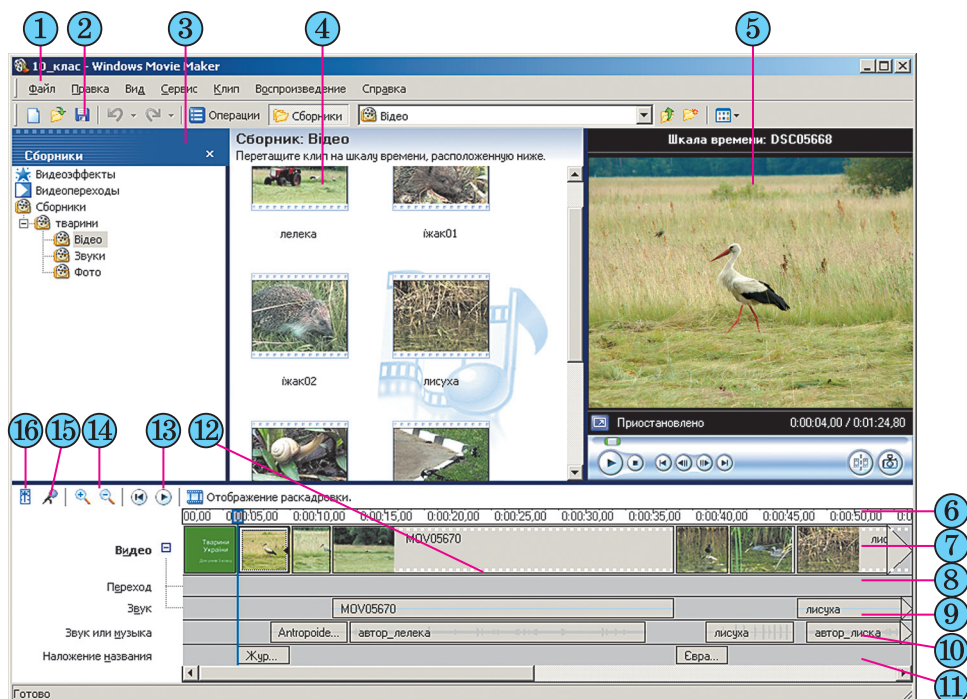 1 2 3 4 5
10_клас - Windows Movie Maker
Файл Правка Вид Сервис Клип Воспроизведение Справка
Операции Сборники Відео
Сборники
Видеоэффекты
Видеопереходы
Сборники
тварини
Відео
Звуки
Фото
Сборник: Відео
Перетащите клип на шкалу времени, расположенную ниже.
лелека їжак01
їжак02 лисуха
Шкала времени: DSC05668
Приостановлено 0:00:04,00 / 0:01:24,80
16 15 14 13 12
Отображение раскадровки.
00,00 0:00:05,00 0:00:10,00 0:00:15,00 0:00:20,00 0:00:25,00 0:00:30,00 0:00:35,00 0:00:40,00 0:00:45,00 0:00:50,00 0:0
6
Видео Тварини України MOV05670 лис
7
Переход
8
Звук MOV05670 лисуха
9
Звук или музыка Antropoide... автор_лелека лисуха автор_лиска
10
Наложение названия Жур... Євра...
11
Готово